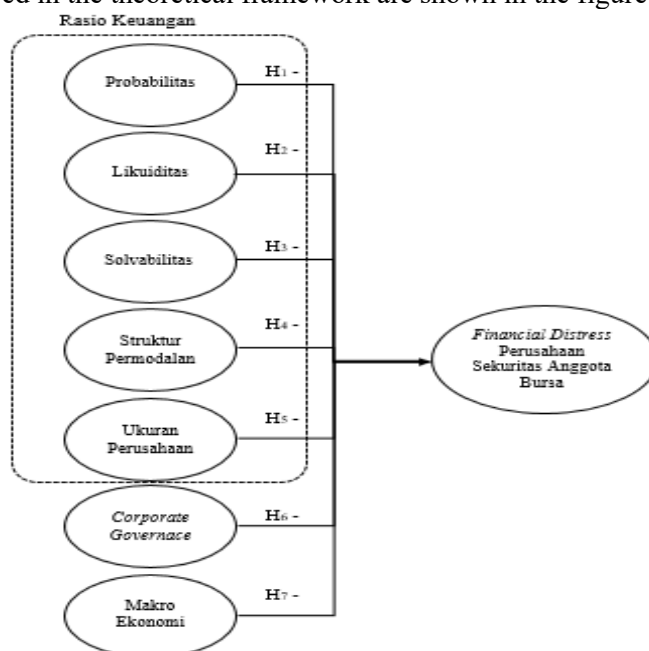 ed in the theoretical framework are shown in the figure
Rasio Keuangan
Probabilitas
H1 -
Likuiditas
H2 -
Solvabilitas
H3 -
Struktur
Permodalan
H4 -
Ukuran
Perusahaan
H5 -
Corporate
Governace
H6 -
Makro
Ekonomi
H7 -
Financial Distress
Perusahaan
Sekuritas Anggota
Bursa